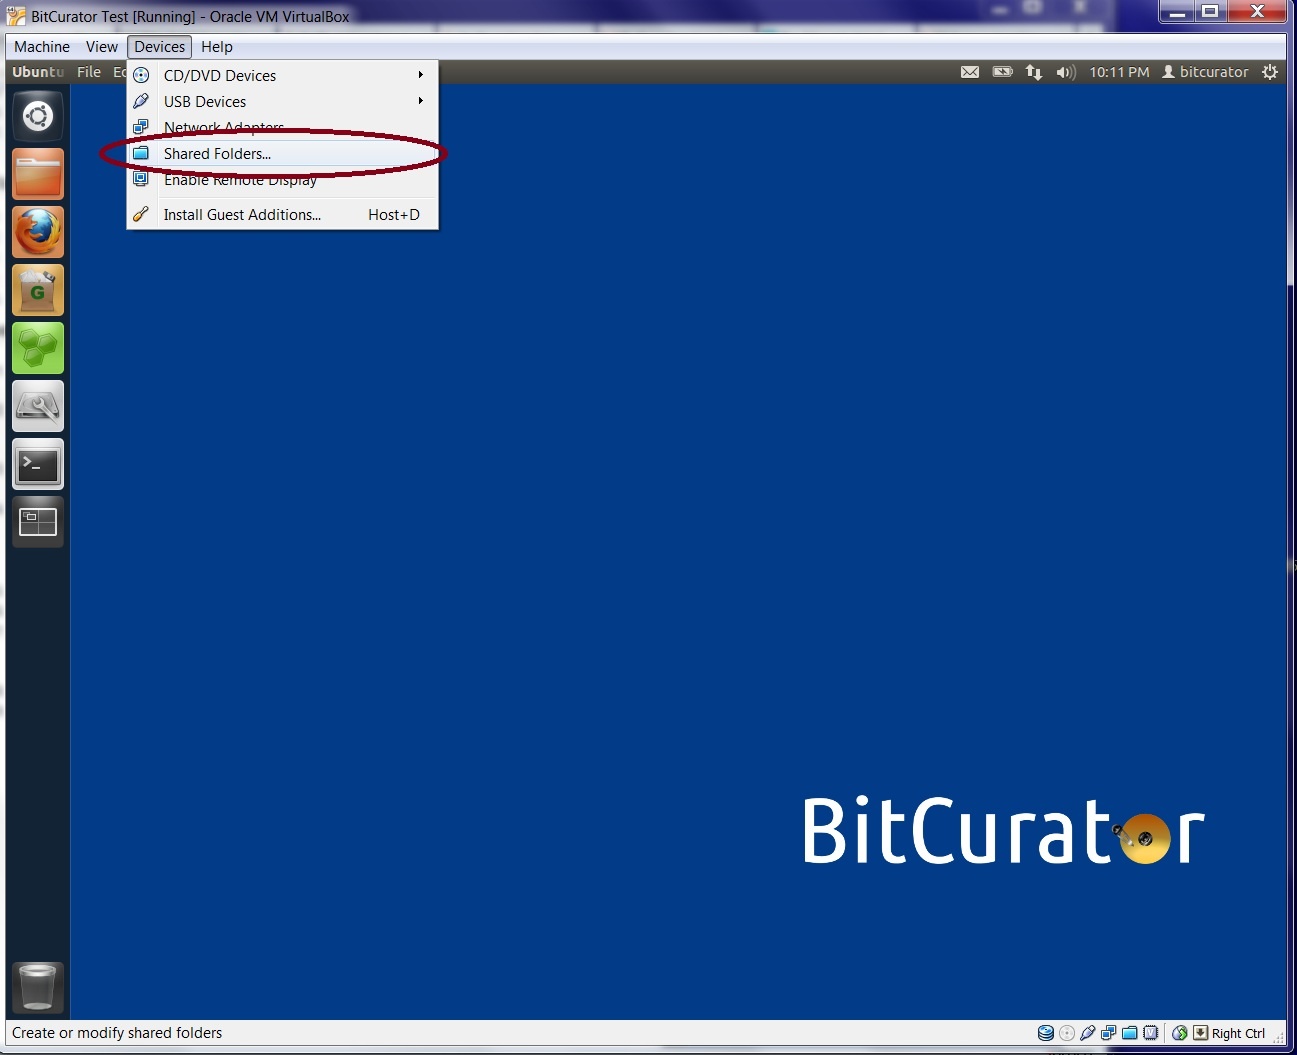 BitCurator Test [Running] - Oracle VM VirtualBox
Machine View Devices Help
Ubuntu File 10:11 PM bitcurator
CD/DVD Devices
USB Devices
Network Adapters
Shared Folders...
Enable Remote Display
Install Guest Additions... Host+D
G
>_
BitCurator
Create or modify shared folders
Right Ctrl